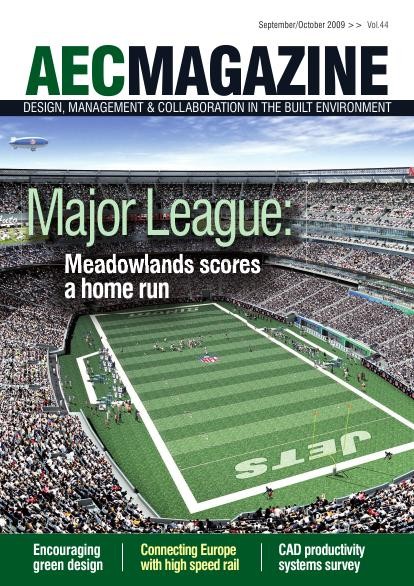 September/October 2009 >> Vol.44
AECMAGAZINE
DESIGN, MANAGEMENT & COLLABORATION IN THE BUILT ENVIRONMENT
Major League:
Meadowlands scores
a home run
JETS
Encouraging
green design
Connecting Europe
with high speed rail
CAD productivity
systems survey